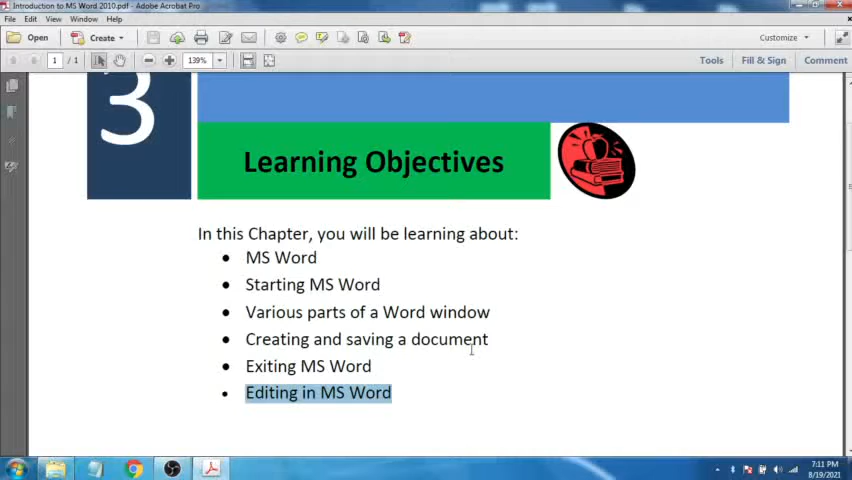 Introduction to MS Word 2010.pdf - Adobe Acrobat Pro
File Edit View Window Help
Open Create Customize
1 / 1 139% Tools Fill & Sign Comment
3
Learning Objectives
In this Chapter, you will be learning about:
• MS Word
• Starting MS Word
• Various parts of a Word window
• Creating and saving a document
• Exiting MS Word
• Editing in MS Word
7:11 PM
8/19/2021